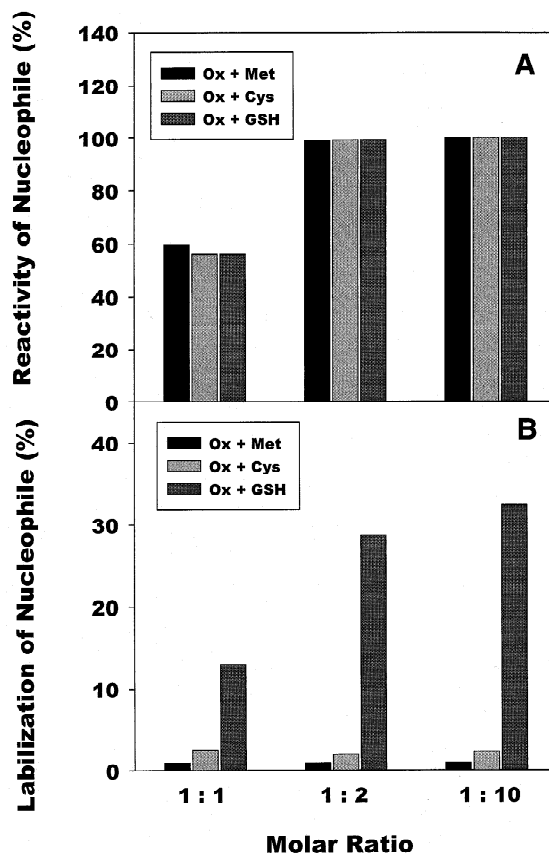 Reactivity of Nucleophile (%)
140
120
100
80
60
40
20
0
A
Ox + Met
Ox + Cys
Ox + GSH
Labilization of Nucleophile (%)
40
30
20
10
0
B
Ox + Met
Ox + Cys
Ox + GSH
1 : 1
1 : 2
1 : 10
Molar Ratio